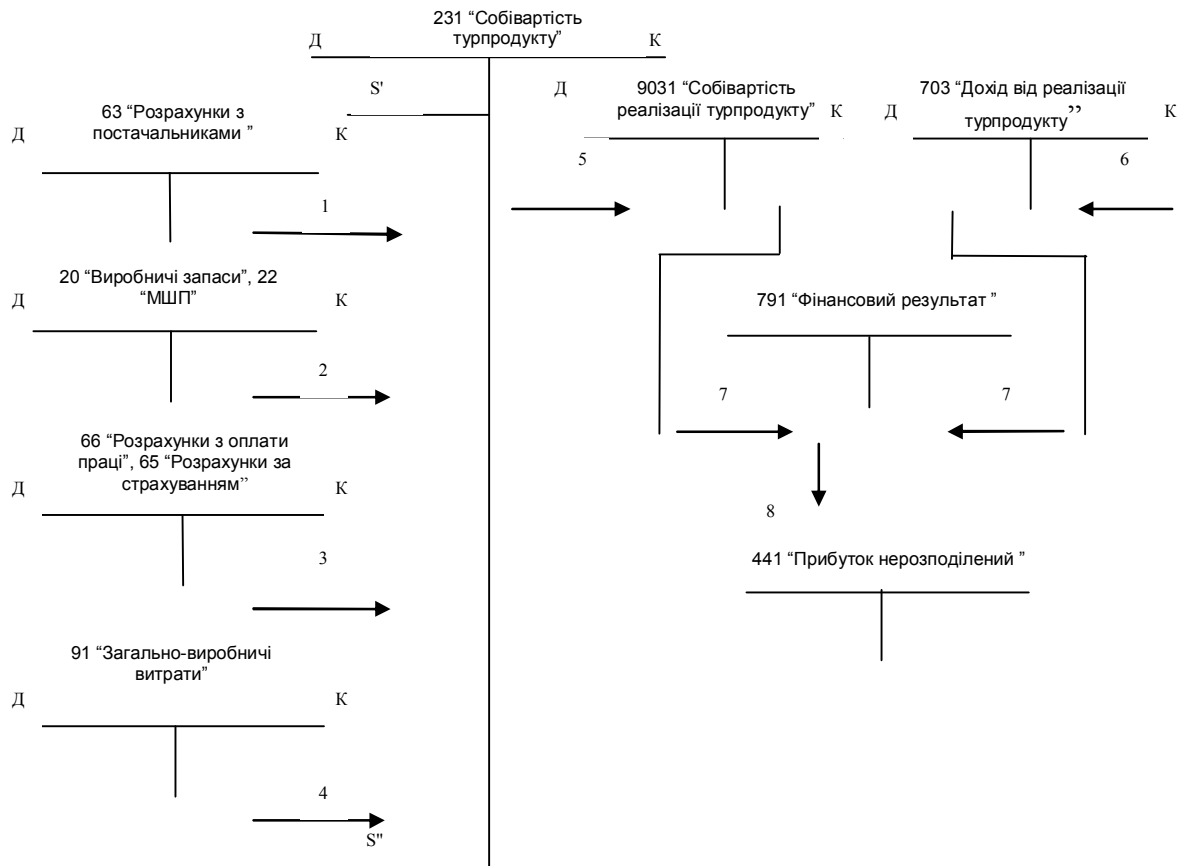 231 “Собівартість
турпродукту”
Д
К
S'
63 “Розрахунки з
постачальниками ”
Д
К
1
20 “Виробничі запаси”, 22
“МШП”
Д
К
2
66 “Розрахунки з оплати
праці”, 65 “Розрахунки за
страхуванням”
Д
К
3
91 “Загально-виробничі
витрати”
Д
К
4
S"
9031 “Собівартість
реалізації турпродукту”
Д
К
5
703 “Дохід від реалізації
турпродукту”
Д
К
6
791 “Фінансовий результат ”
7
7
8
441 “Прибуток нерозподілений ”